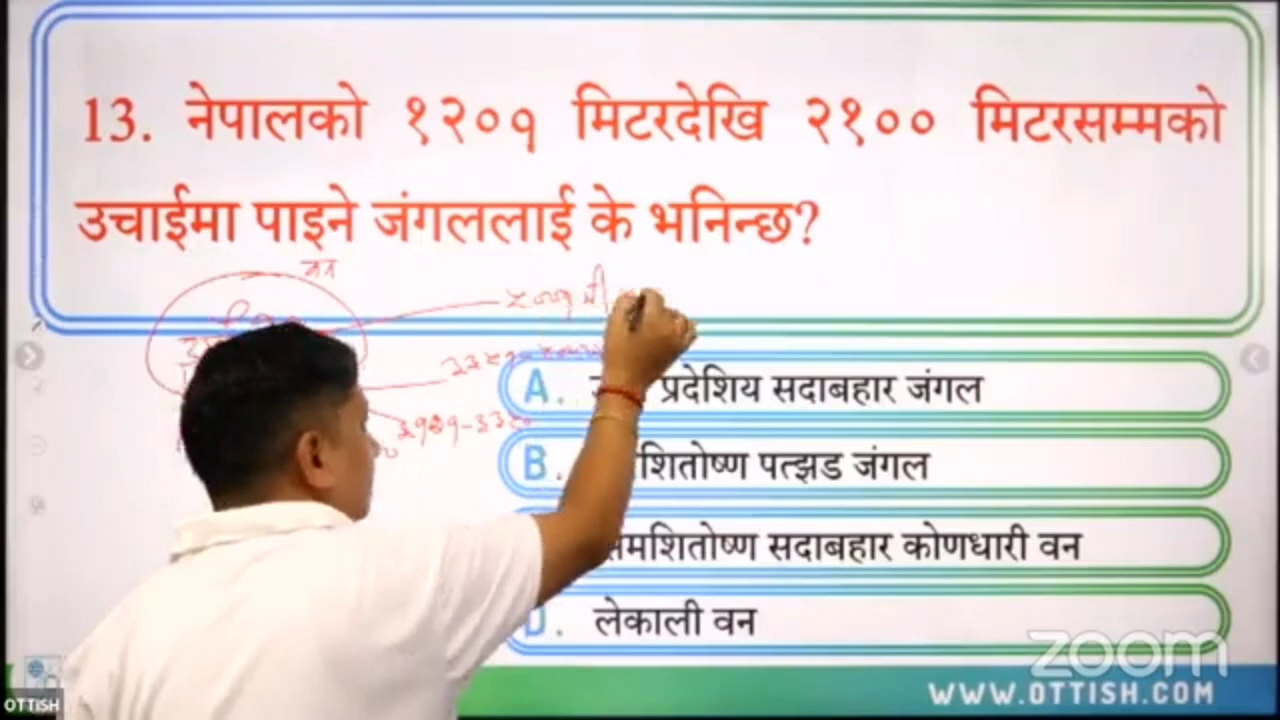 13. नेपालको १२०१ मिटरदेखि २१०० मिटरसम्मको
उचाईमा पाइने जंगललाई के भनिन्छ?
वन
A. प्रदेशिय सदाबहार जंगल
B. पत्झड जंगल
समशितोष्ण सदाबहार कोणधारी वन
D. लेकाली वन
zoom
WWW.OTTISH.COM
OTTISH